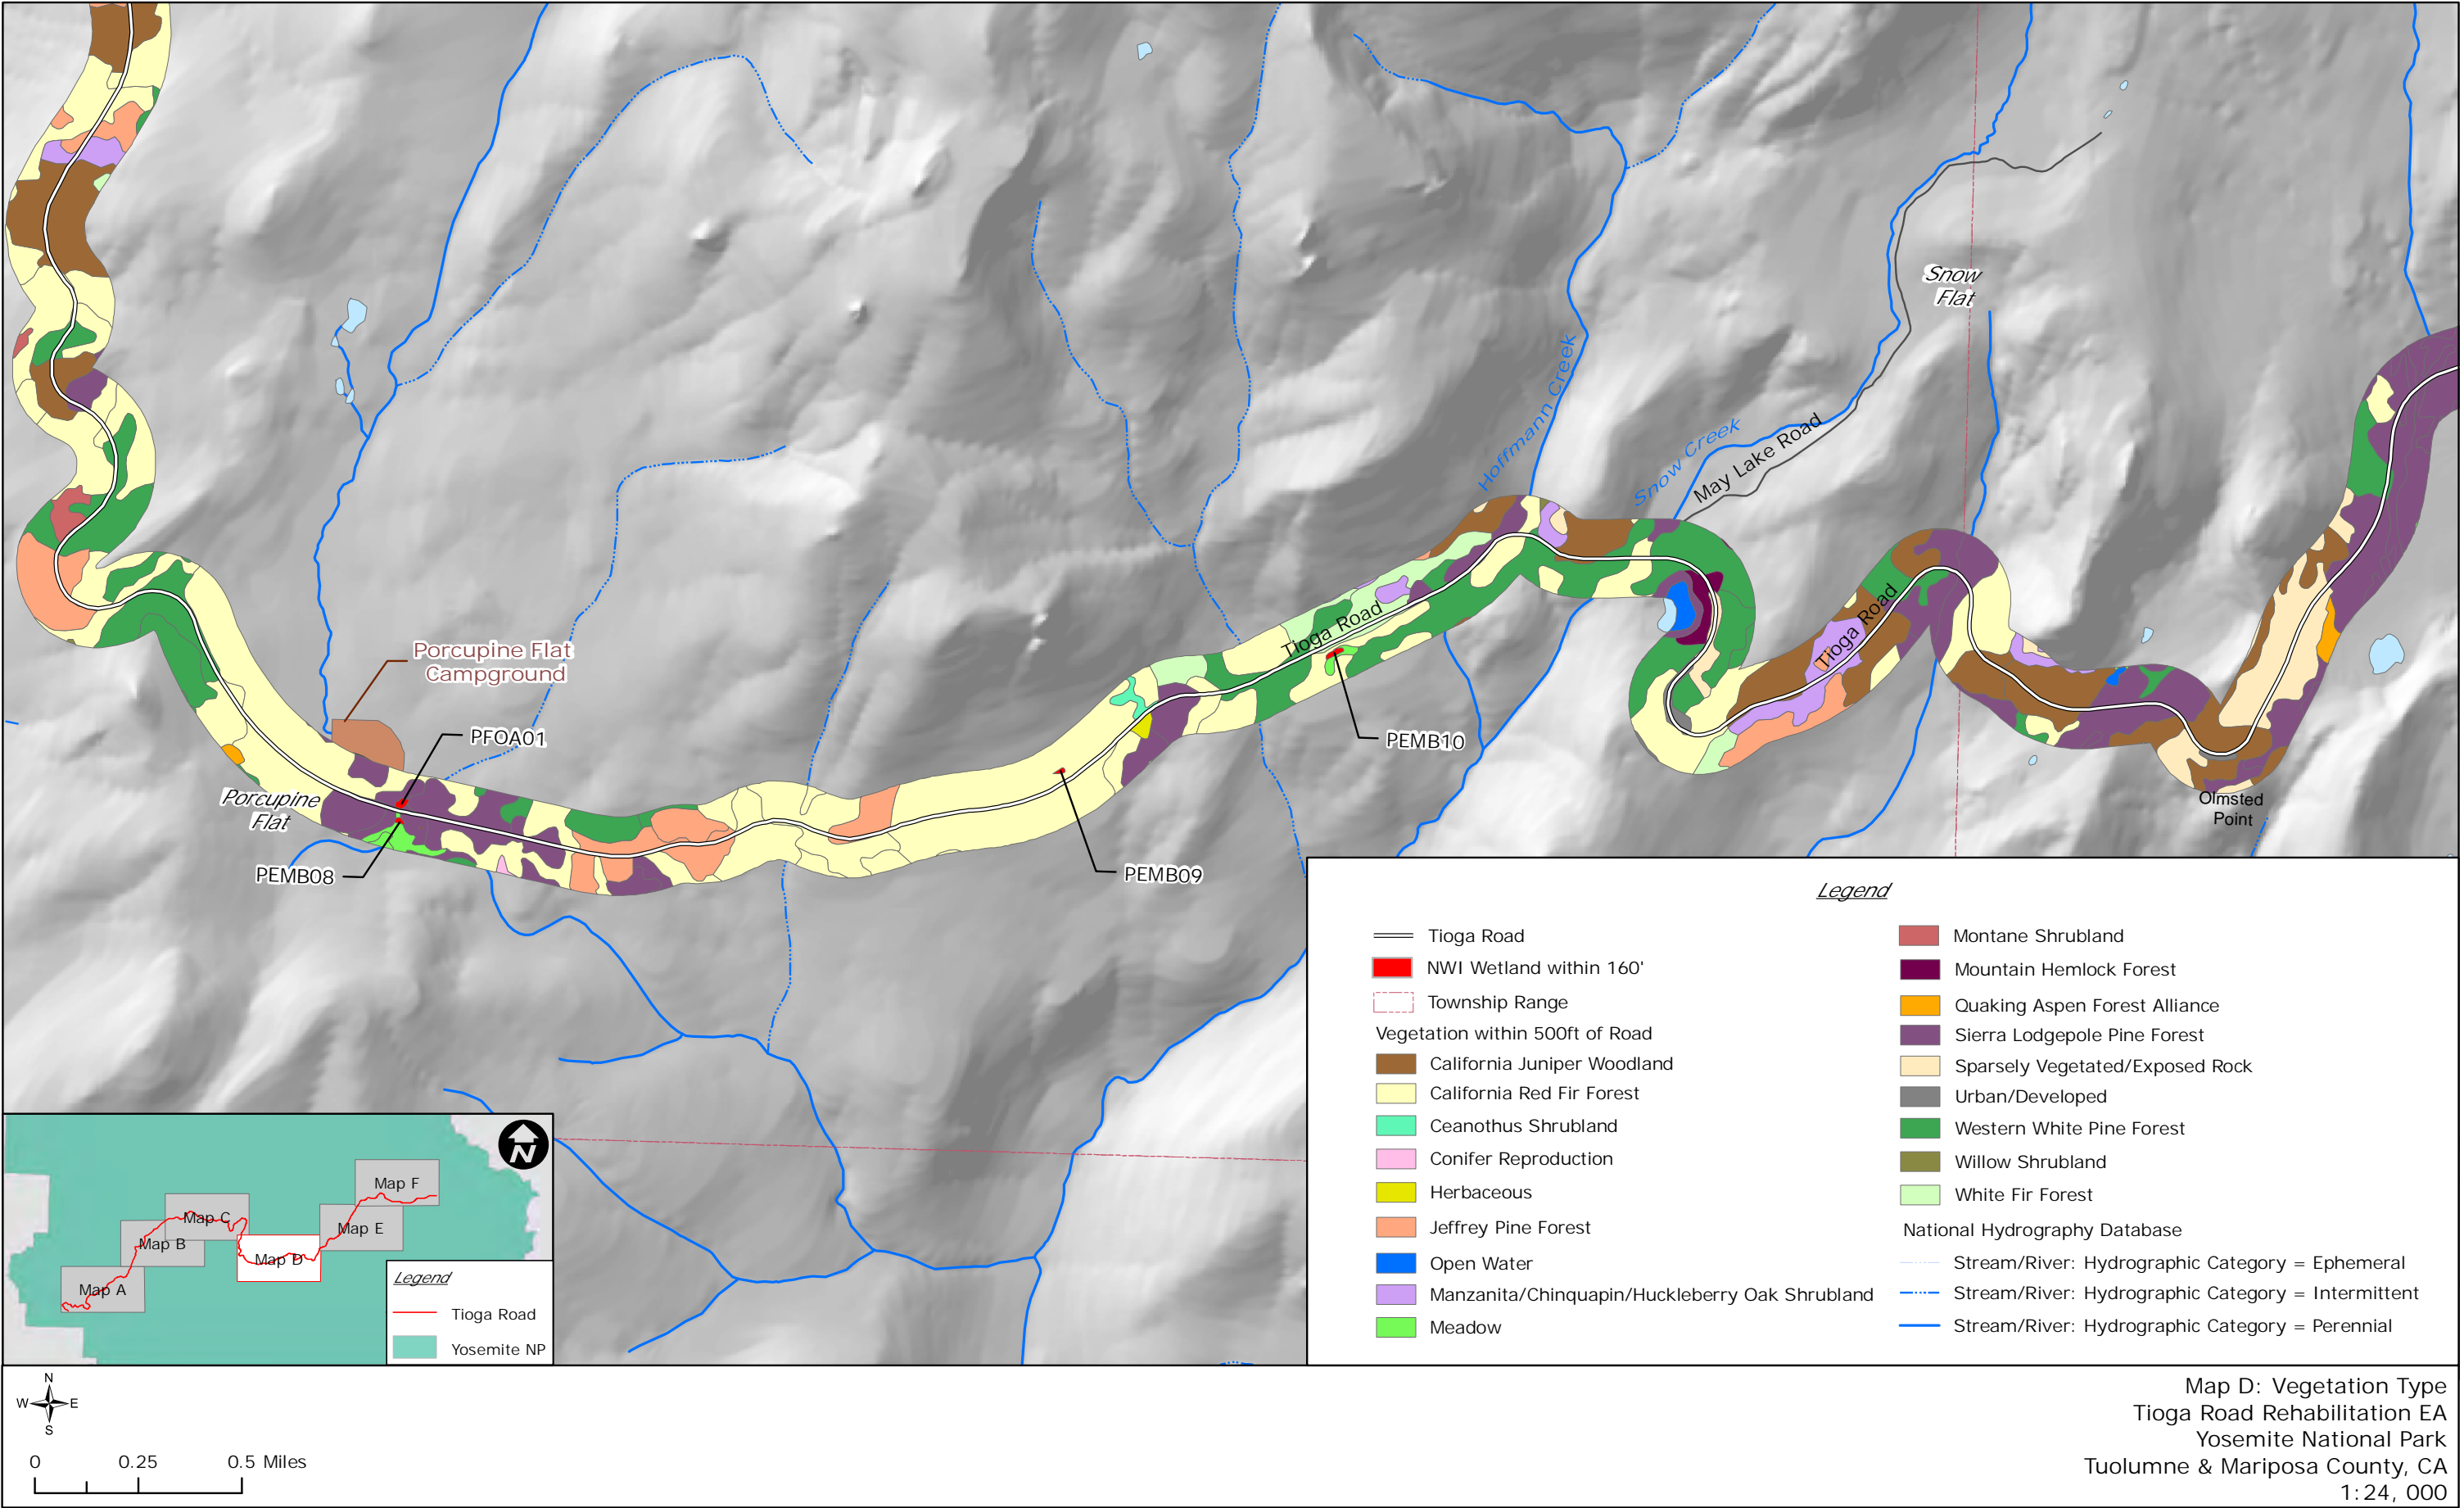 Snow
Flat
Hoffmann Creek
Snow Creek
May Lake Road
Tioga Road
Tioga Road
Porcupine Flat
Campground
PFOA01
PEMB10
Porcupine
Flat
Olmsted
Point
PEMB08
PEMB09
Legend
Tioga Road
NWI Wetland within 160'
Township Range
Vegetation within 500ft of Road
California Juniper Woodland
California Red Fir Forest
Ceanothus Shrubland
Conifer Reproduction
Herbaceous
Jeffrey Pine Forest
Open Water
Manzanita/Chinquapin/Huckleberry Oak Shrubland
Meadow
Montane Shrubland
Mountain Hemlock Forest
Quaking Aspen Forest Alliance
Sierra Lodgepole Pine Forest
Sparsely Vegetated/Exposed Rock
Urban/Developed
Western White Pine Forest
Willow Shrubland
White Fir Forest
National Hydrography Database
Stream/River: Hydrographic Category = Ephemeral
Stream/River: Hydrographic Category = Intermittent
Stream/River: Hydrographic Category = Perennial
N
Map F
Map C
Map E
Map B
Map D
Map A
Legend
Tioga Road
Yosemite NP
N
W E
S
0 0.25 0.5 Miles
Map D: Vegetation Type
Tioga Road Rehabilitation EA
Yosemite National Park
Tuolumne & Mariposa County, CA
1:24, 000